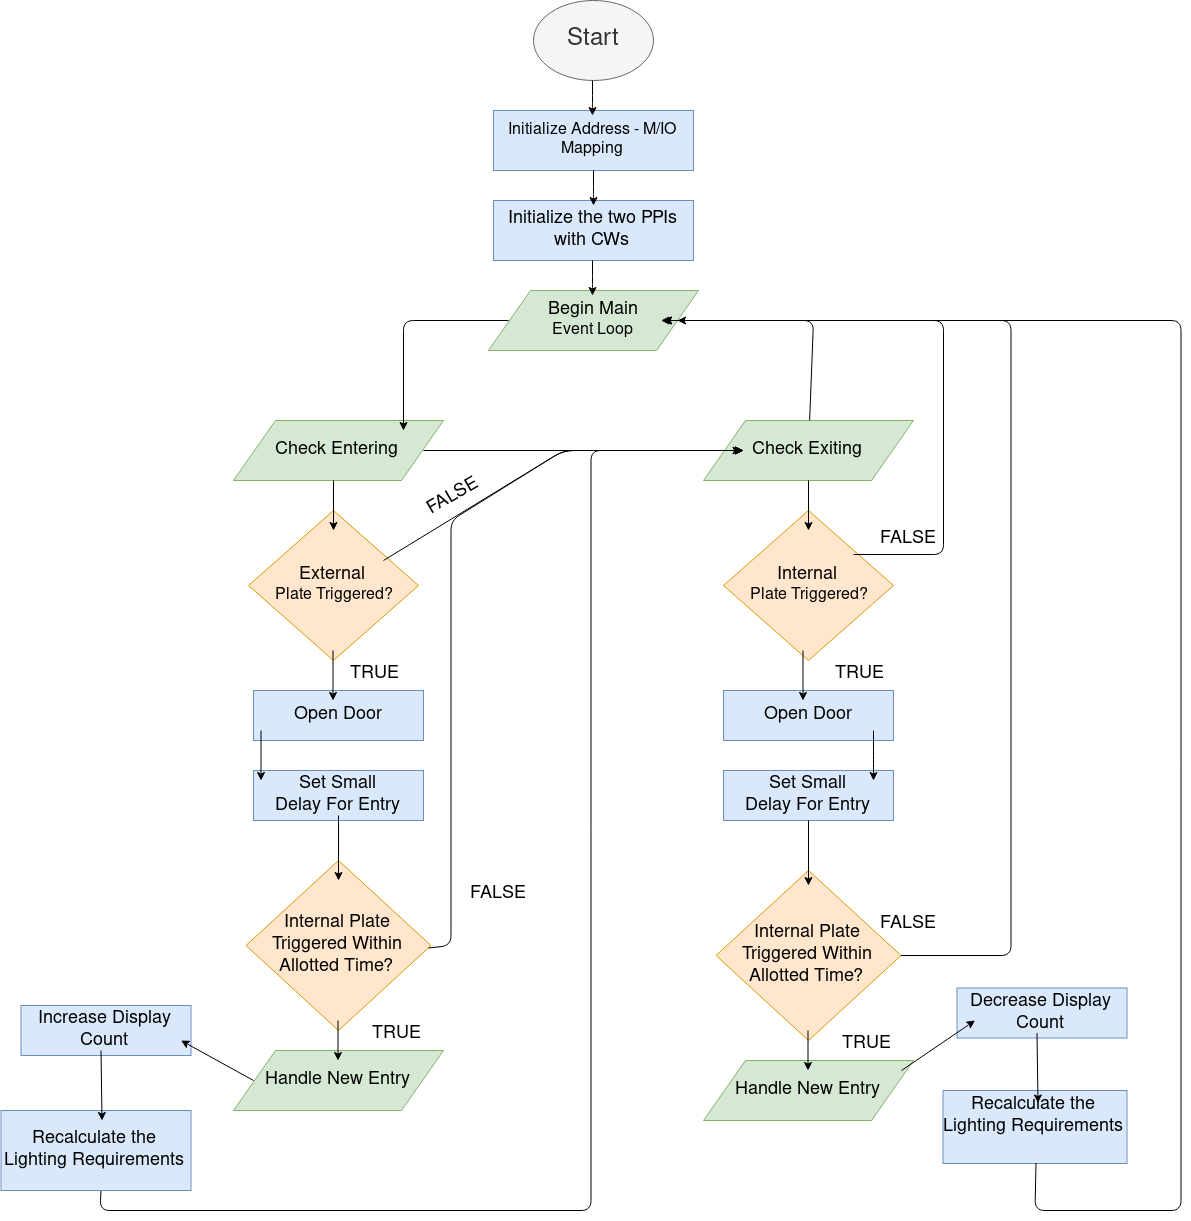 Start
Initialize Address - M/IO
Mapping
Initialize the two PPIs
with CWs
Begin Main
Event Loop
Check Entering
Check Exiting
FALSE
FALSE
External
Plate Triggered?
Internal
Plate Triggered?
TRUE
TRUE
Open Door
Open Door
Set Small
Delay For Entry
Set Small
Delay For Entry
FALSE
FALSE
Internal Plate
Triggered Within
Allotted Time?
Internal Plate
Triggered Within
Allotted Time?
Increase Display
Count
TRUE
Decrease Display
Count
TRUE
Handle New Entry
Handle New Entry
Recalculate the
Lighting Requirements
Recalculate the
Lighting Requirements